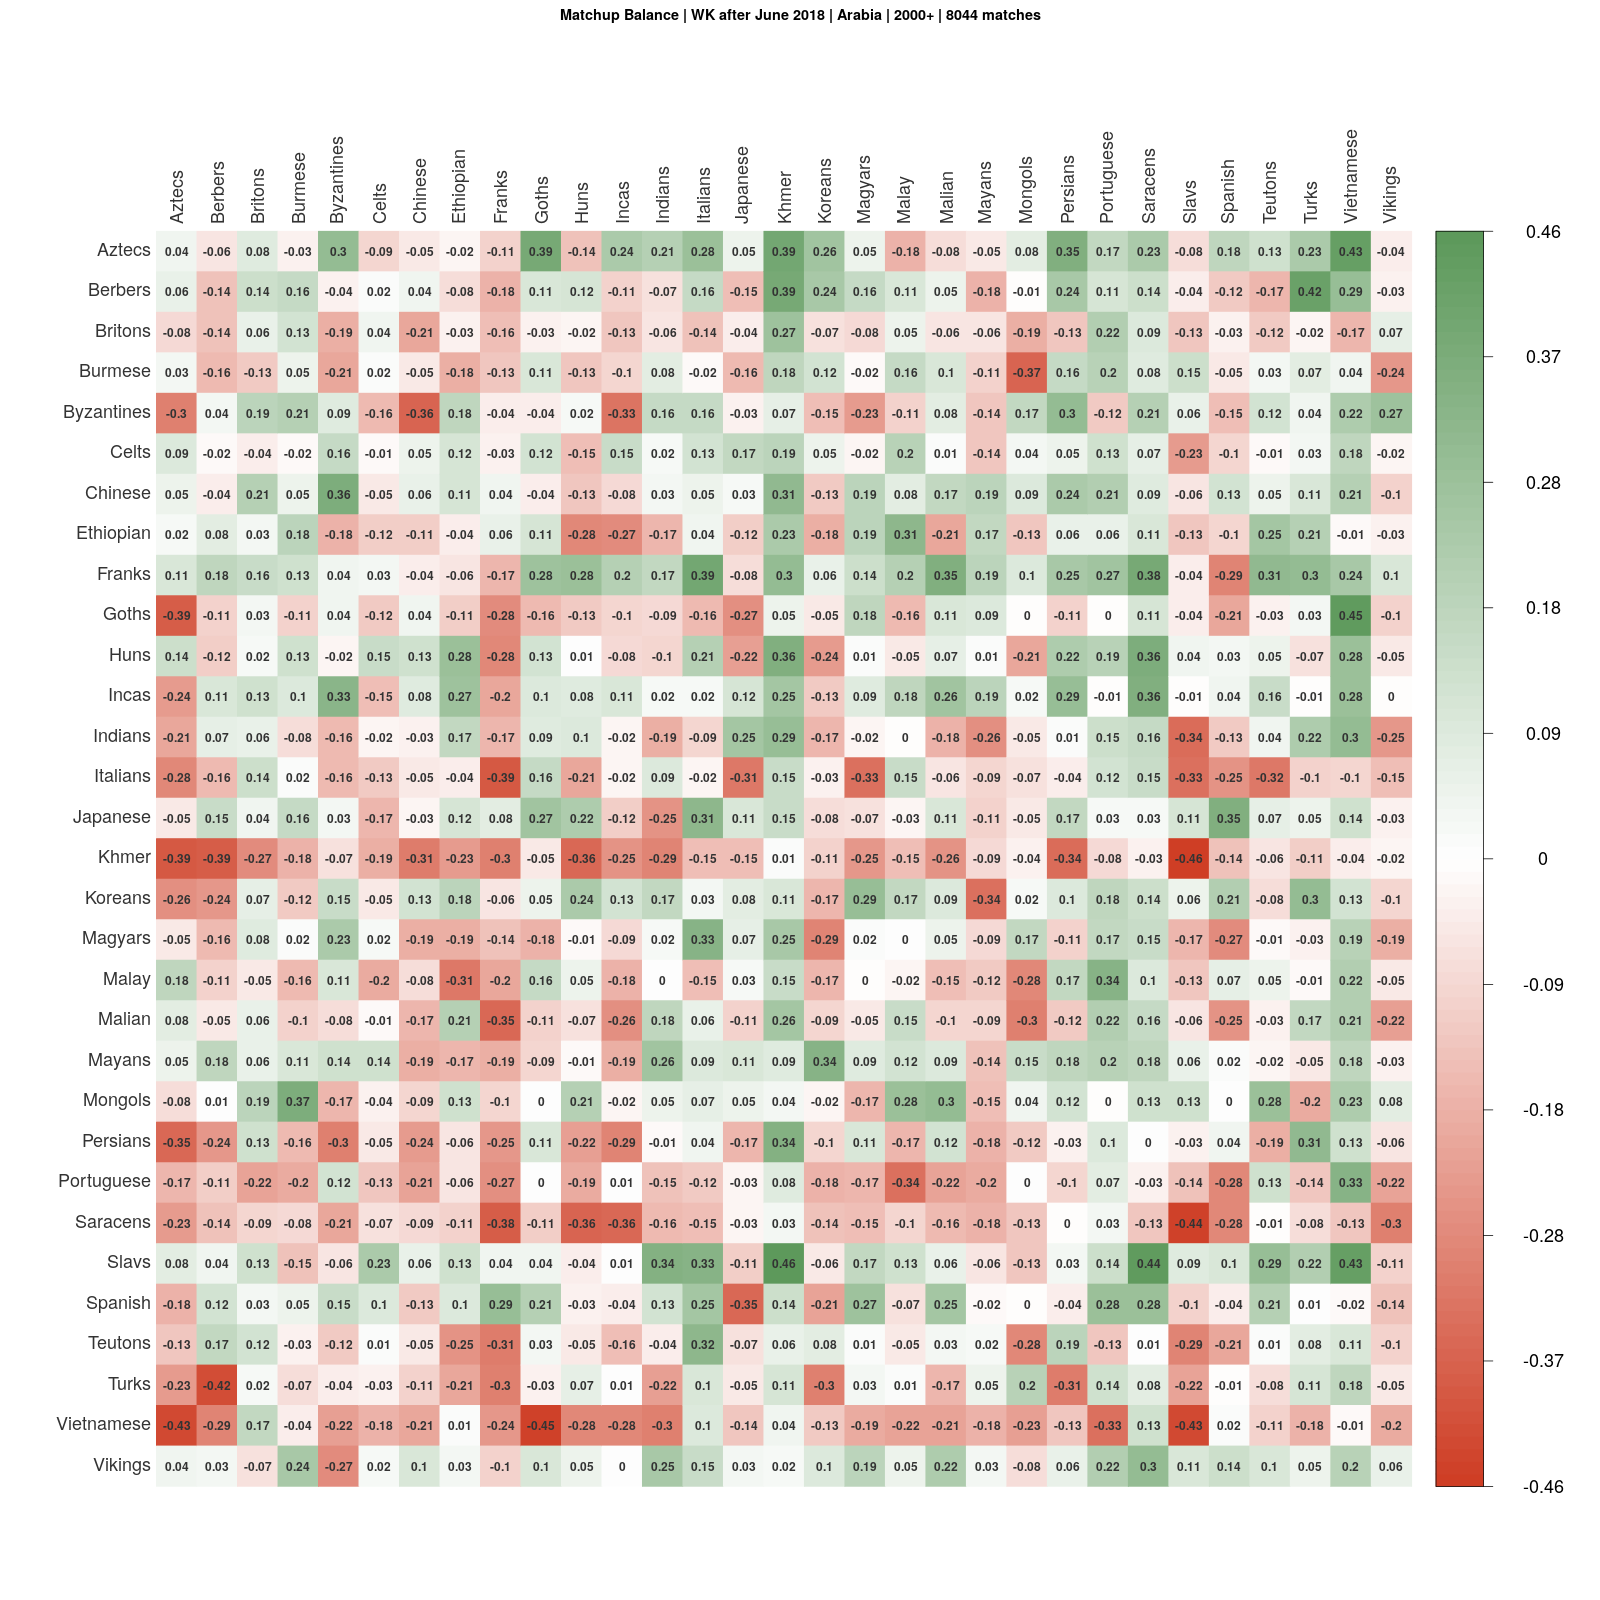 Matchup Balance | WK after June 2018 | Arabia | 2000+ | 8044 matches
Aztecs Berbers Britons Burmese Byzantines Celts Chinese Ethiopian Franks Goths Huns Incas Indians Italians Japanese Khmer Koreans Magyars Malay Malian Mayans Mongols Persians Portuguese Saracens Slavs Spanish Teutons Turks Vietnamese Vikings
Aztecs 0.04 -0.06 0.08 -0.03 0.3 -0.09 -0.05 -0.02 -0.11 0.39 -0.14 0.24 0.21 0.28 0.05 0.39 0.26 0.05 -0.18 -0.08 -0.05 0.08 0.35 0.17 0.23 -0.08 0.18 0.13 0.23 0.43 -0.04
Berbers 0.06 -0.14 0.14 0.16 -0.04 0.02 0.04 -0.08 -0.18 0.11 0.12 -0.11 -0.07 0.16 -0.15 0.39 0.24 0.16 0.11 0.05 -0.18 -0.01 0.24 0.11 0.14 -0.04 -0.12 -0.17 0.42 0.29 -0.03
Britons -0.08 -0.14 0.06 0.13 -0.19 0.04 -0.21 -0.03 -0.16 -0.03 -0.02 -0.13 -0.06 -0.14 -0.04 0.27 -0.07 -0.08 0.05 -0.06 -0.06 -0.19 -0.13 0.22 0.09 -0.13 -0.03 -0.12 -0.02 -0.17 0.07
Burmese 0.03 -0.16 -0.13 0.05 -0.21 0.02 -0.05 -0.18 -0.13 0.11 -0.13 -0.1 0.08 -0.02 -0.16 0.18 0.12 -0.02 0.16 0.1 -0.11 -0.37 0.16 0.2 0.08 0.15 -0.05 0.03 0.07 0.04 -0.24
Byzantines -0.3 0.04 0.19 0.21 0.09 -0.16 -0.36 0.18 -0.04 -0.04 0.02 -0.33 0.16 0.16 -0.03 0.07 -0.15 -0.23 -0.11 0.08 -0.14 0.17 0.3 -0.12 0.21 0.06 -0.15 0.12 0.04 0.22 0.27
Celts 0.09 -0.02 -0.04 -0.02 0.16 -0.01 0.05 0.12 -0.03 0.12 -0.15 0.15 0.02 0.13 0.17 0.19 0.05 -0.02 0.2 0.01 -0.14 0.04 0.05 0.13 0.07 -0.23 -0.1 -0.01 0.03 0.18 -0.02
Chinese 0.05 -0.04 0.21 0.05 0.36 -0.05 0.06 0.11 0.04 -0.04 -0.13 -0.08 0.03 0.05 0.03 0.31 -0.13 0.19 0.08 0.17 0.19 0.09 0.24 0.21 0.09 -0.06 0.13 0.05 0.11 0.21 -0.1
Ethiopian 0.02 0.08 0.03 0.18 -0.18 -0.12 -0.11 -0.04 0.06 0.11 -0.28 -0.27 -0.17 0.04 -0.12 0.23 -0.18 0.19 0.31 -0.21 0.17 -0.13 0.06 0.06 0.11 -0.13 -0.1 0.25 0.21 -0.01 -0.03
Franks 0.11 0.18 0.16 0.13 0.04 0.03 -0.04 -0.06 -0.17 0.28 0.28 0.2 0.17 0.39 -0.08 0.3 0.06 0.14 0.2 0.35 0.19 0.1 0.25 0.27 0.38 -0.04 -0.29 0.31 0.3 0.24 0.1
Goths -0.39 -0.11 0.03 -0.11 0.04 -0.12 0.04 -0.11 -0.28 -0.16 -0.13 -0.1 -0.09 -0.16 -0.27 0.05 -0.05 0.18 -0.16 0.11 0.09 0 -0.11 0 0.11 -0.04 -0.21 -0.03 0.03 0.45 -0.1
Huns 0.14 -0.12 0.02 0.13 -0.02 0.15 0.13 0.28 -0.28 0.13 0.01 -0.08 -0.1 0.21 -0.22 0.36 -0.24 0.01 -0.05 0.07 0.01 -0.21 0.22 0.19 0.36 0.04 0.03 0.05 -0.07 0.28 -0.05
Incas -0.24 0.11 0.13 0.1 0.33 -0.15 0.08 0.27 -0.2 0.1 0.08 0.11 0.02 0.02 0.12 0.25 -0.13 0.09 0.18 0.26 0.19 0.02 0.29 -0.01 0.36 -0.01 0.04 0.16 -0.01 0.28 0
Indians -0.21 0.07 0.06 -0.08 -0.16 -0.02 -0.03 0.17 -0.17 0.09 0.1 -0.02 -0.19 -0.09 0.25 0.29 -0.17 -0.02 0 -0.18 -0.26 -0.05 0.01 0.15 0.16 -0.34 -0.13 0.04 0.22 0.3 -0.25
Italians -0.28 -0.16 0.14 0.02 -0.16 -0.13 -0.05 -0.04 -0.39 0.16 -0.21 -0.02 0.09 -0.02 -0.31 0.15 -0.03 -0.33 0.15 -0.06 -0.09 -0.07 -0.04 0.12 0.15 -0.33 -0.25 -0.32 -0.1 -0.1 -0.15
Japanese -0.05 0.15 0.04 0.16 0.03 -0.17 -0.03 0.12 0.08 0.27 0.22 -0.12 -0.25 0.31 0.11 0.15 -0.08 -0.07 -0.03 0.11 -0.11 -0.05 0.17 0.03 0.03 0.11 0.35 0.07 0.05 0.14 -0.03
Khmer -0.39 -0.39 -0.27 -0.18 -0.07 -0.19 -0.31 -0.23 -0.3 -0.05 -0.36 -0.25 -0.29 -0.15 -0.15 0.01 -0.11 -0.25 -0.15 -0.26 -0.09 -0.04 -0.34 -0.08 -0.03 -0.46 -0.14 -0.06 -0.11 -0.04 -0.02
Koreans -0.26 -0.24 0.07 -0.12 0.15 -0.05 0.13 0.18 -0.06 0.05 0.24 0.13 0.17 0.03 0.08 0.11 -0.17 0.29 0.17 0.09 -0.34 0.02 0.1 0.18 0.14 0.06 0.21 -0.08 0.3 0.13 -0.1
Magyars -0.05 -0.16 0.08 0.02 0.23 0.02 -0.19 -0.19 -0.14 -0.18 -0.01 -0.09 0.02 0.33 0.07 0.25 -0.29 0.02 0 0.05 -0.09 0.17 -0.11 0.17 0.15 -0.17 -0.27 -0.01 -0.03 0.19 -0.19
Malay 0.18 -0.11 -0.05 -0.16 0.11 -0.2 -0.08 -0.31 -0.2 0.16 0.05 -0.18 0 -0.15 0.03 0.15 -0.17 0 -0.02 -0.15 -0.12 -0.28 0.17 0.34 0.1 -0.13 0.07 0.05 -0.01 0.22 -0.05
Malian 0.08 -0.05 0.06 -0.1 -0.08 -0.01 -0.17 0.21 -0.35 -0.11 -0.07 -0.26 0.18 0.06 -0.11 0.26 -0.09 -0.05 0.15 -0.1 -0.09 -0.3 -0.12 0.22 0.16 -0.06 -0.25 -0.03 0.17 0.21 -0.22
Mayans 0.05 0.18 0.06 0.11 0.14 0.14 -0.19 -0.17 -0.19 -0.09 -0.01 -0.19 0.26 0.09 0.11 0.09 0.34 0.09 0.12 0.09 -0.14 0.15 0.18 0.2 0.18 0.06 0.02 -0.02 -0.05 0.18 -0.03
Mongols -0.08 0.01 0.19 0.37 -0.17 -0.04 -0.09 0.13 -0.1 0 0.21 -0.02 0.05 0.07 0.05 0.04 -0.02 -0.17 0.28 0.3 -0.15 0.04 0.12 0 0.13 0.13 0 0.28 -0.2 0.23 0.08
Persians -0.35 -0.24 0.13 -0.16 -0.3 -0.05 -0.24 -0.06 -0.25 0.11 -0.22 -0.29 -0.01 0.04 -0.17 0.34 -0.1 0.11 -0.17 0.12 -0.18 -0.12 -0.03 0.1 0 -0.03 0.04 -0.19 0.31 0.13 -0.06
Portuguese -0.17 -0.11 -0.22 -0.2 0.12 -0.13 -0.21 -0.06 -0.27 0 -0.19 0.01 -0.15 -0.12 -0.03 0.08 -0.18 -0.17 -0.34 -0.22 -0.2 0 -0.1 0.07 -0.03 -0.14 -0.28 0.13 -0.14 0.33 -0.22
Saracens -0.23 -0.14 -0.09 -0.08 -0.21 -0.07 -0.09 -0.11 -0.38 -0.11 -0.36 -0.36 -0.16 -0.15 -0.03 0.03 -0.14 -0.15 -0.1 -0.16 -0.18 -0.13 0 0.03 -0.13 -0.44 -0.28 -0.01 -0.08 -0.13 -0.3
Slavs 0.08 0.04 0.13 -0.15 -0.06 0.23 0.06 0.13 0.04 0.04 -0.04 0.01 0.34 0.33 -0.11 0.46 -0.06 0.17 0.13 0.06 -0.06 -0.13 0.03 0.14 0.44 0.09 0.1 0.29 0.22 0.43 -0.11
Spanish -0.18 0.12 0.03 0.05 0.15 0.1 -0.13 0.1 0.29 0.21 -0.03 -0.04 0.13 0.25 -0.35 0.14 -0.21 0.27 -0.07 0.25 -0.02 0 -0.04 0.28 0.28 -0.1 -0.04 0.21 0.01 -0.02 -0.14
Teutons -0.13 0.17 0.12 -0.03 -0.12 0.01 -0.05 -0.25 -0.31 0.03 -0.05 -0.16 -0.04 0.32 -0.07 0.06 0.08 0.01 -0.05 0.03 0.02 -0.28 0.19 -0.13 0.01 -0.29 -0.21 0.01 0.08 0.11 -0.1
Turks -0.23 -0.42 0.02 -0.07 -0.04 -0.03 -0.11 -0.21 -0.3 -0.03 0.07 0.01 -0.22 0.1 -0.05 0.11 -0.3 0.03 0.01 -0.17 0.05 0.2 -0.31 0.14 0.08 -0.22 -0.01 -0.08 0.11 0.18 -0.05
Vietnamese -0.43 -0.29 0.17 -0.04 -0.22 -0.18 -0.21 0.01 -0.24 -0.45 -0.28 -0.28 -0.3 0.1 -0.14 0.04 -0.13 -0.19 -0.22 -0.21 -0.18 -0.23 -0.13 -0.33 0.13 -0.43 0.02 -0.11 -0.18 -0.01 -0.2
Vikings 0.04 0.03 -0.07 0.24 -0.27 0.02 0.1 0.03 -0.1 0.1 0.05 0 0.25 0.15 0.03 0.02 0.1 0.19 0.05 0.22 0.03 -0.08 0.06 0.22 0.3 0.11 0.14 0.1 0.05 0.2 0.06
0.46
0.37
0.28
0.18
0.09
0
-0.09
-0.18
-0.28
-0.37
-0.46